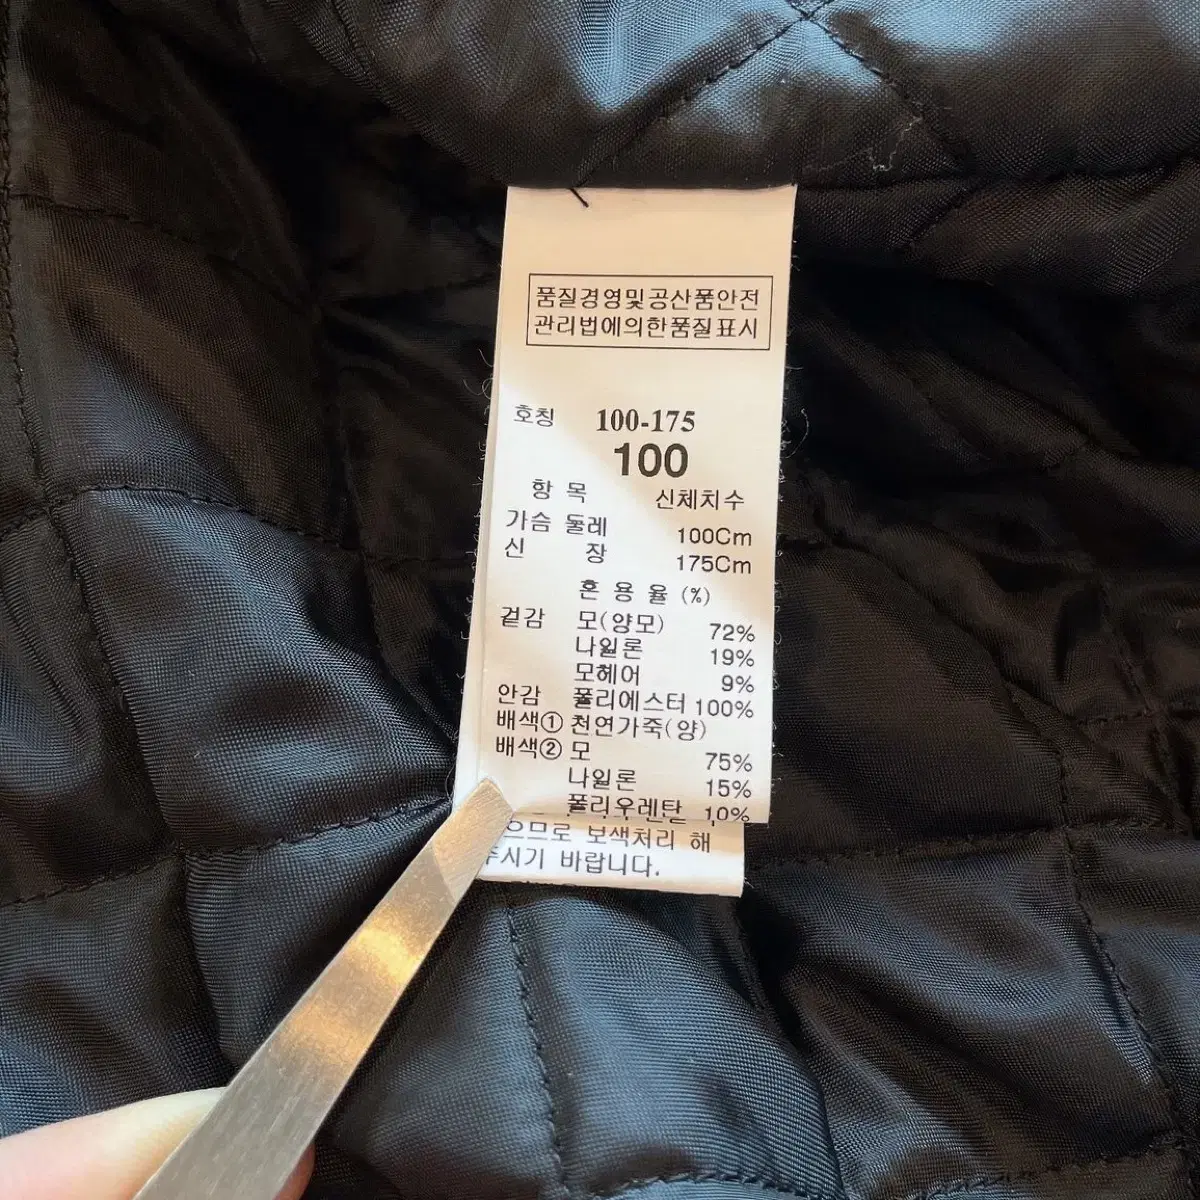 품질경영및공산품안전
관리법에의한품질표시
호칭 100-175
100
항 목 신체치수
가슴 둘레 100Cm
신 장 175Cm
혼 용 율 (%)
겉감 모(양모) 72%
나일론 19%
모헤어 9%
안감 폴리에스터 100%
배색① 천연가죽(양)
배색② 모 75%
나일론 15%
폴리우레탄 10%
으므로 보색처리 해
주시기 바랍니다.